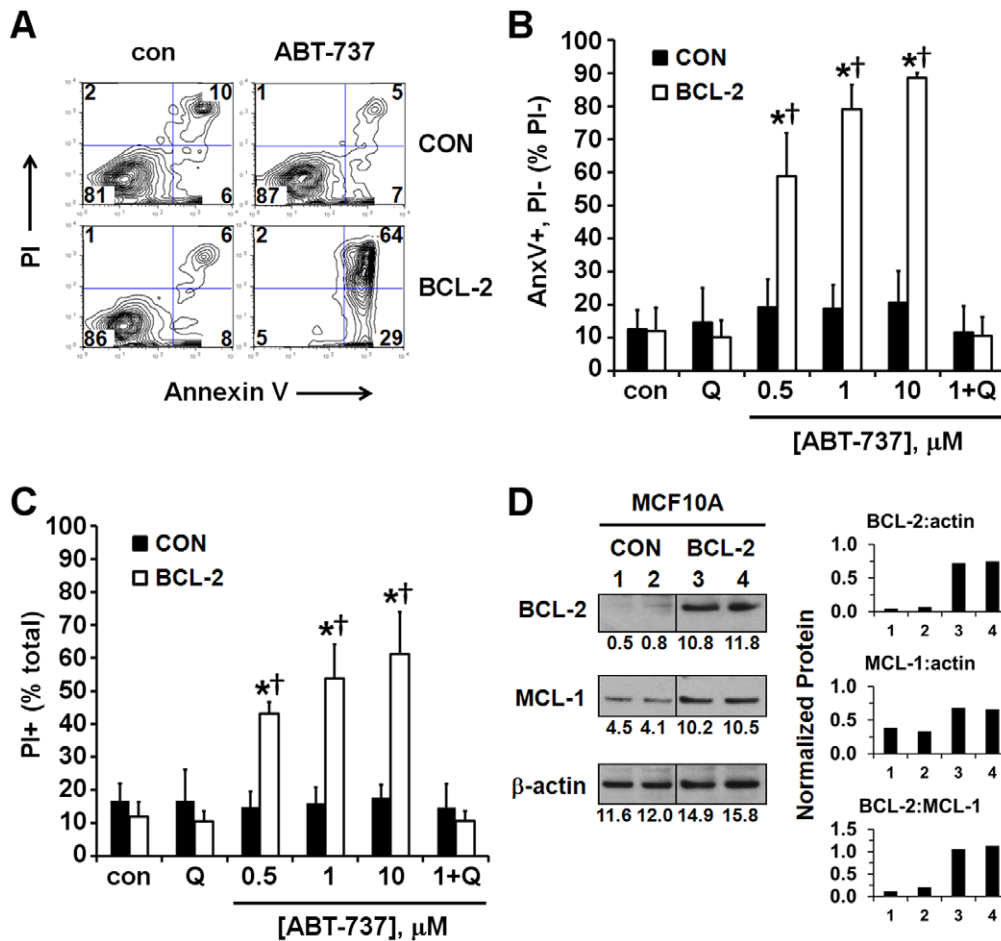 A
con ABT-737
2 10 1 5
CON
81 6 87 7
1 6 2 64
BCL-2
86 8 5 29
PI
Annexin V
B
CON
BCL-2
AnxV+, PI- (% PI-)
100
90
80
70
60
50
40
30
20
10
0
*† *† *†
con Q 0.5 1 10 1+Q
[ABT-737], μM
C
CON
BCL-2
PI+ (% total)
100
90
80
70
60
50
40
30
20
10
0
*† *† *†
con Q 0.5 1 10 1+Q
[ABT-737], μM
D
MCF10A
CON BCL-2
1 2 3 4
BCL-2
0.5 0.8 10.8 11.8
MCL-1
4.5 4.1 10.2 10.5
β-actin
11.6 12.0 14.9 15.8
Normalized Protein
BCL-2:actin
1.0
0.5
0.0
1 2 3 4
MCL-1:actin
1.0
0.5
0.0
1 2 3 4
BCL-2:MCL-1
1.5
1.0
0.5
0.0
1 2 3 4